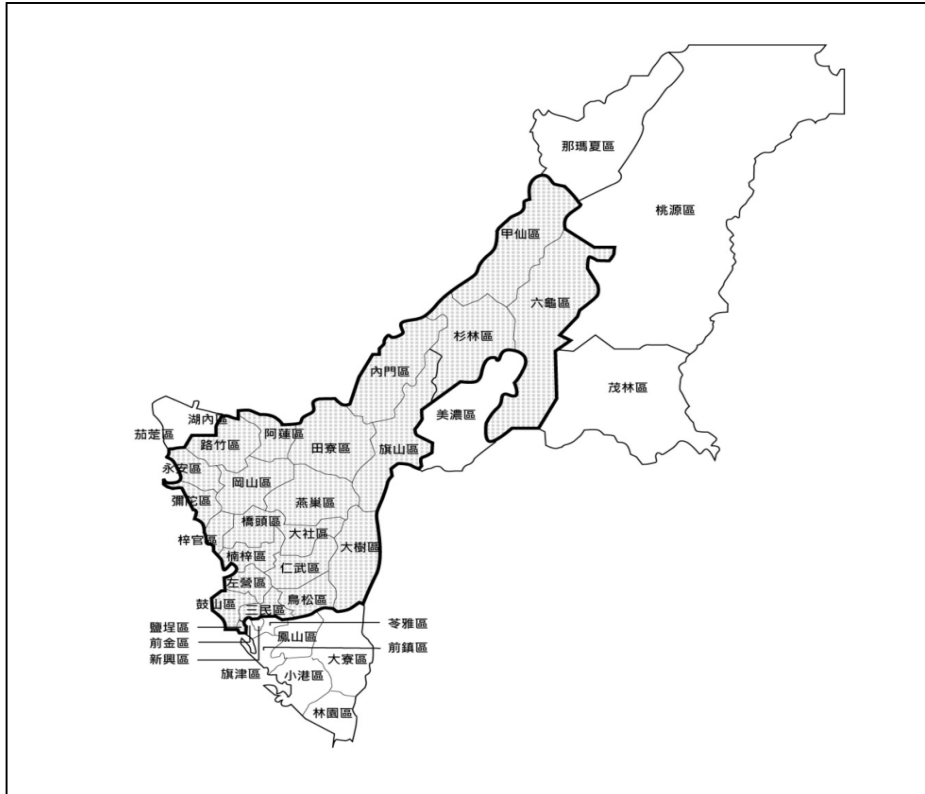 那瑪夏區
桃源區
甲仙區
六龜區
杉林區
內門區
茂林區
美濃區
湖內區
茄萣區
阿蓮區
路竹區
田寮區
旗山區
永安區
岡山區
彌陀區
燕巢區
橋頭區
大社區
梓官區
大樹區
楠梓區
仁武區
左營區
鳥松區
鼓山區
三民區
鹽埕區
苓雅區
鳳山區
前金區
前鎮區
新興區
大寮區
旗津區
小港區
林園區